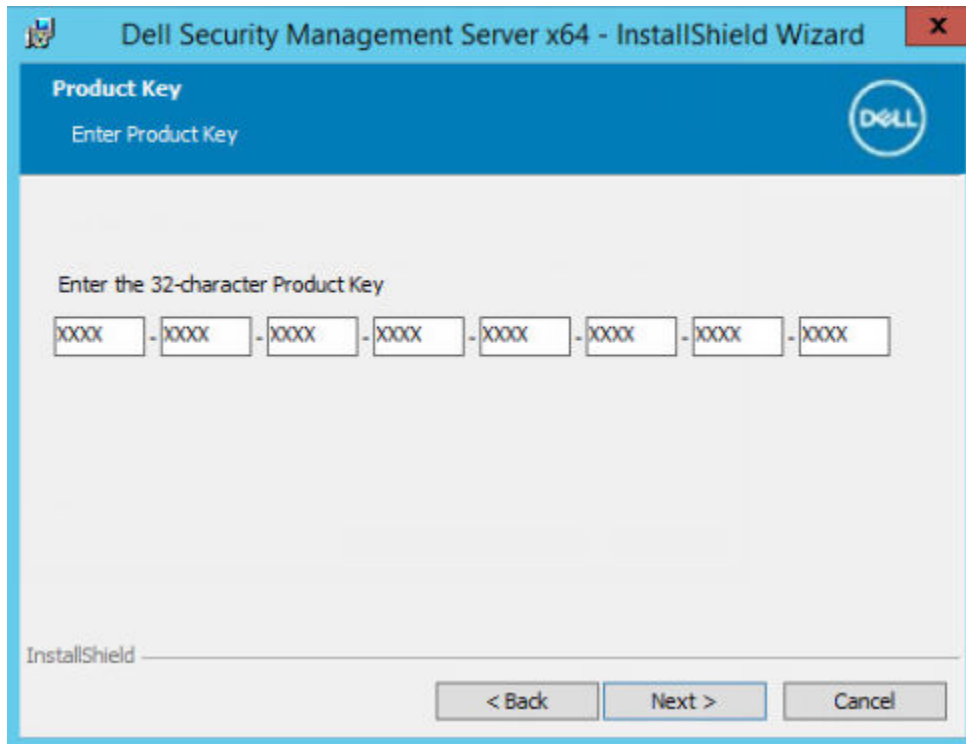 Dell Security Management Server x64 - InstallShield Wizard
x
Product Key
Enter Product Key
DELL
Enter the 32-character Product Key
XXXX - XXXX - XXXX - XXXX - XXXX - XXXX - XXXX - XXXX
InstallShield
< Back Next > Cancel